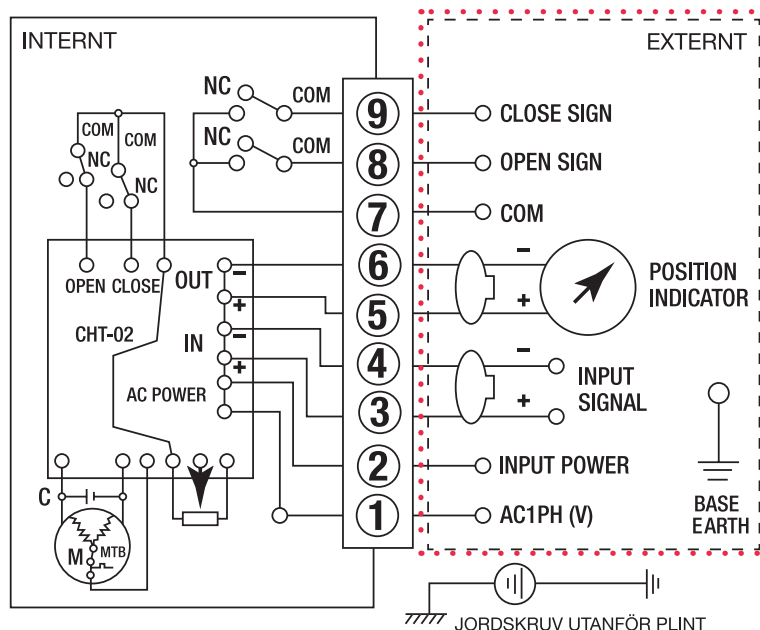 INTERNT
EXTERNT
NC COM
9 CLOSE SIGN
NC COM
8 OPEN SIGN
7 COM
COM COM
NC
NC
OPEN CLOSE OUT
−
+
6 −
5 +
POSITION
INDICATOR
CHT-02
IN
−
+
AC POWER
4 −
3 +
INPUT
SIGNAL
2 INPUT POWER
1 AC1PH (V)
BASE
EARTH
C
M MTB
JORDSKRUV UTANFÖR PLINT